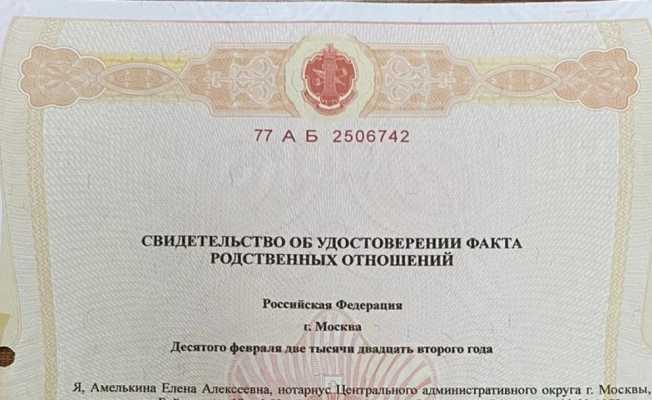 77 А Б 2506742
СВИДЕТЕЛЬСТВО ОБ УДОСТОВЕРЕНИИ ФАКТА
РОДСТВЕННЫХ ОТНОШЕНИЙ
Российская Федерация
г. Москва
Десятого февраля две тысячи двадцать второго года
Я, Амелькина Елена Алексеевна, нотариус Центрального административного округа г. Москвы,